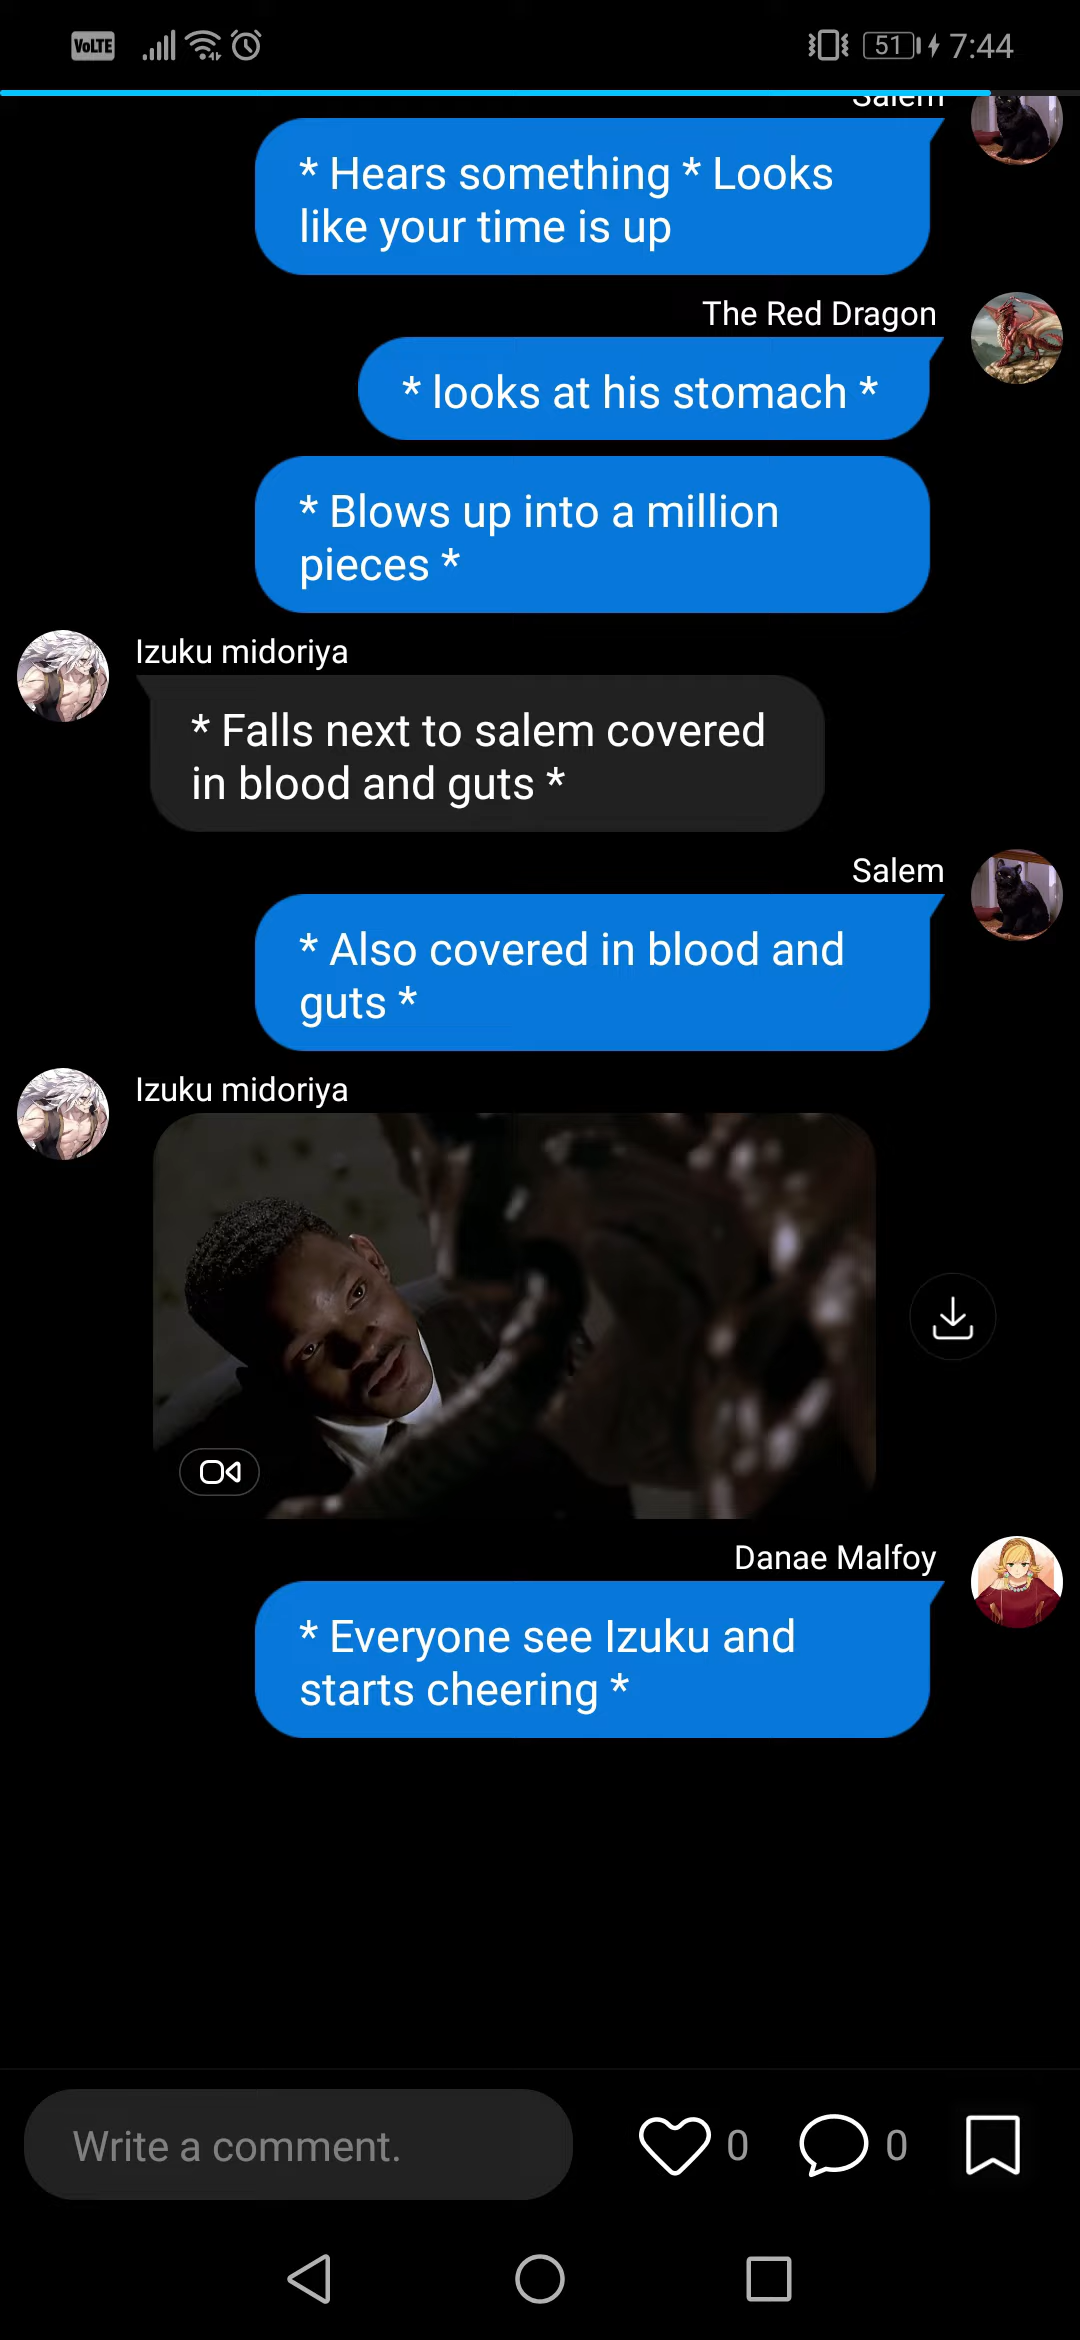 VoLTE
51
7:44
Salem
* Hears something * Looks
like your time is up
The Red Dragon
* looks at his stomach *
* Blows up into a million
pieces *
Izuku midoriya
* Falls next to salem covered
in blood and guts *
Salem
* Also covered in blood and
guts *
Izuku midoriya
Danae Malfoy
* Everyone see Izuku and
starts cheering *
Write a comment.
0
0